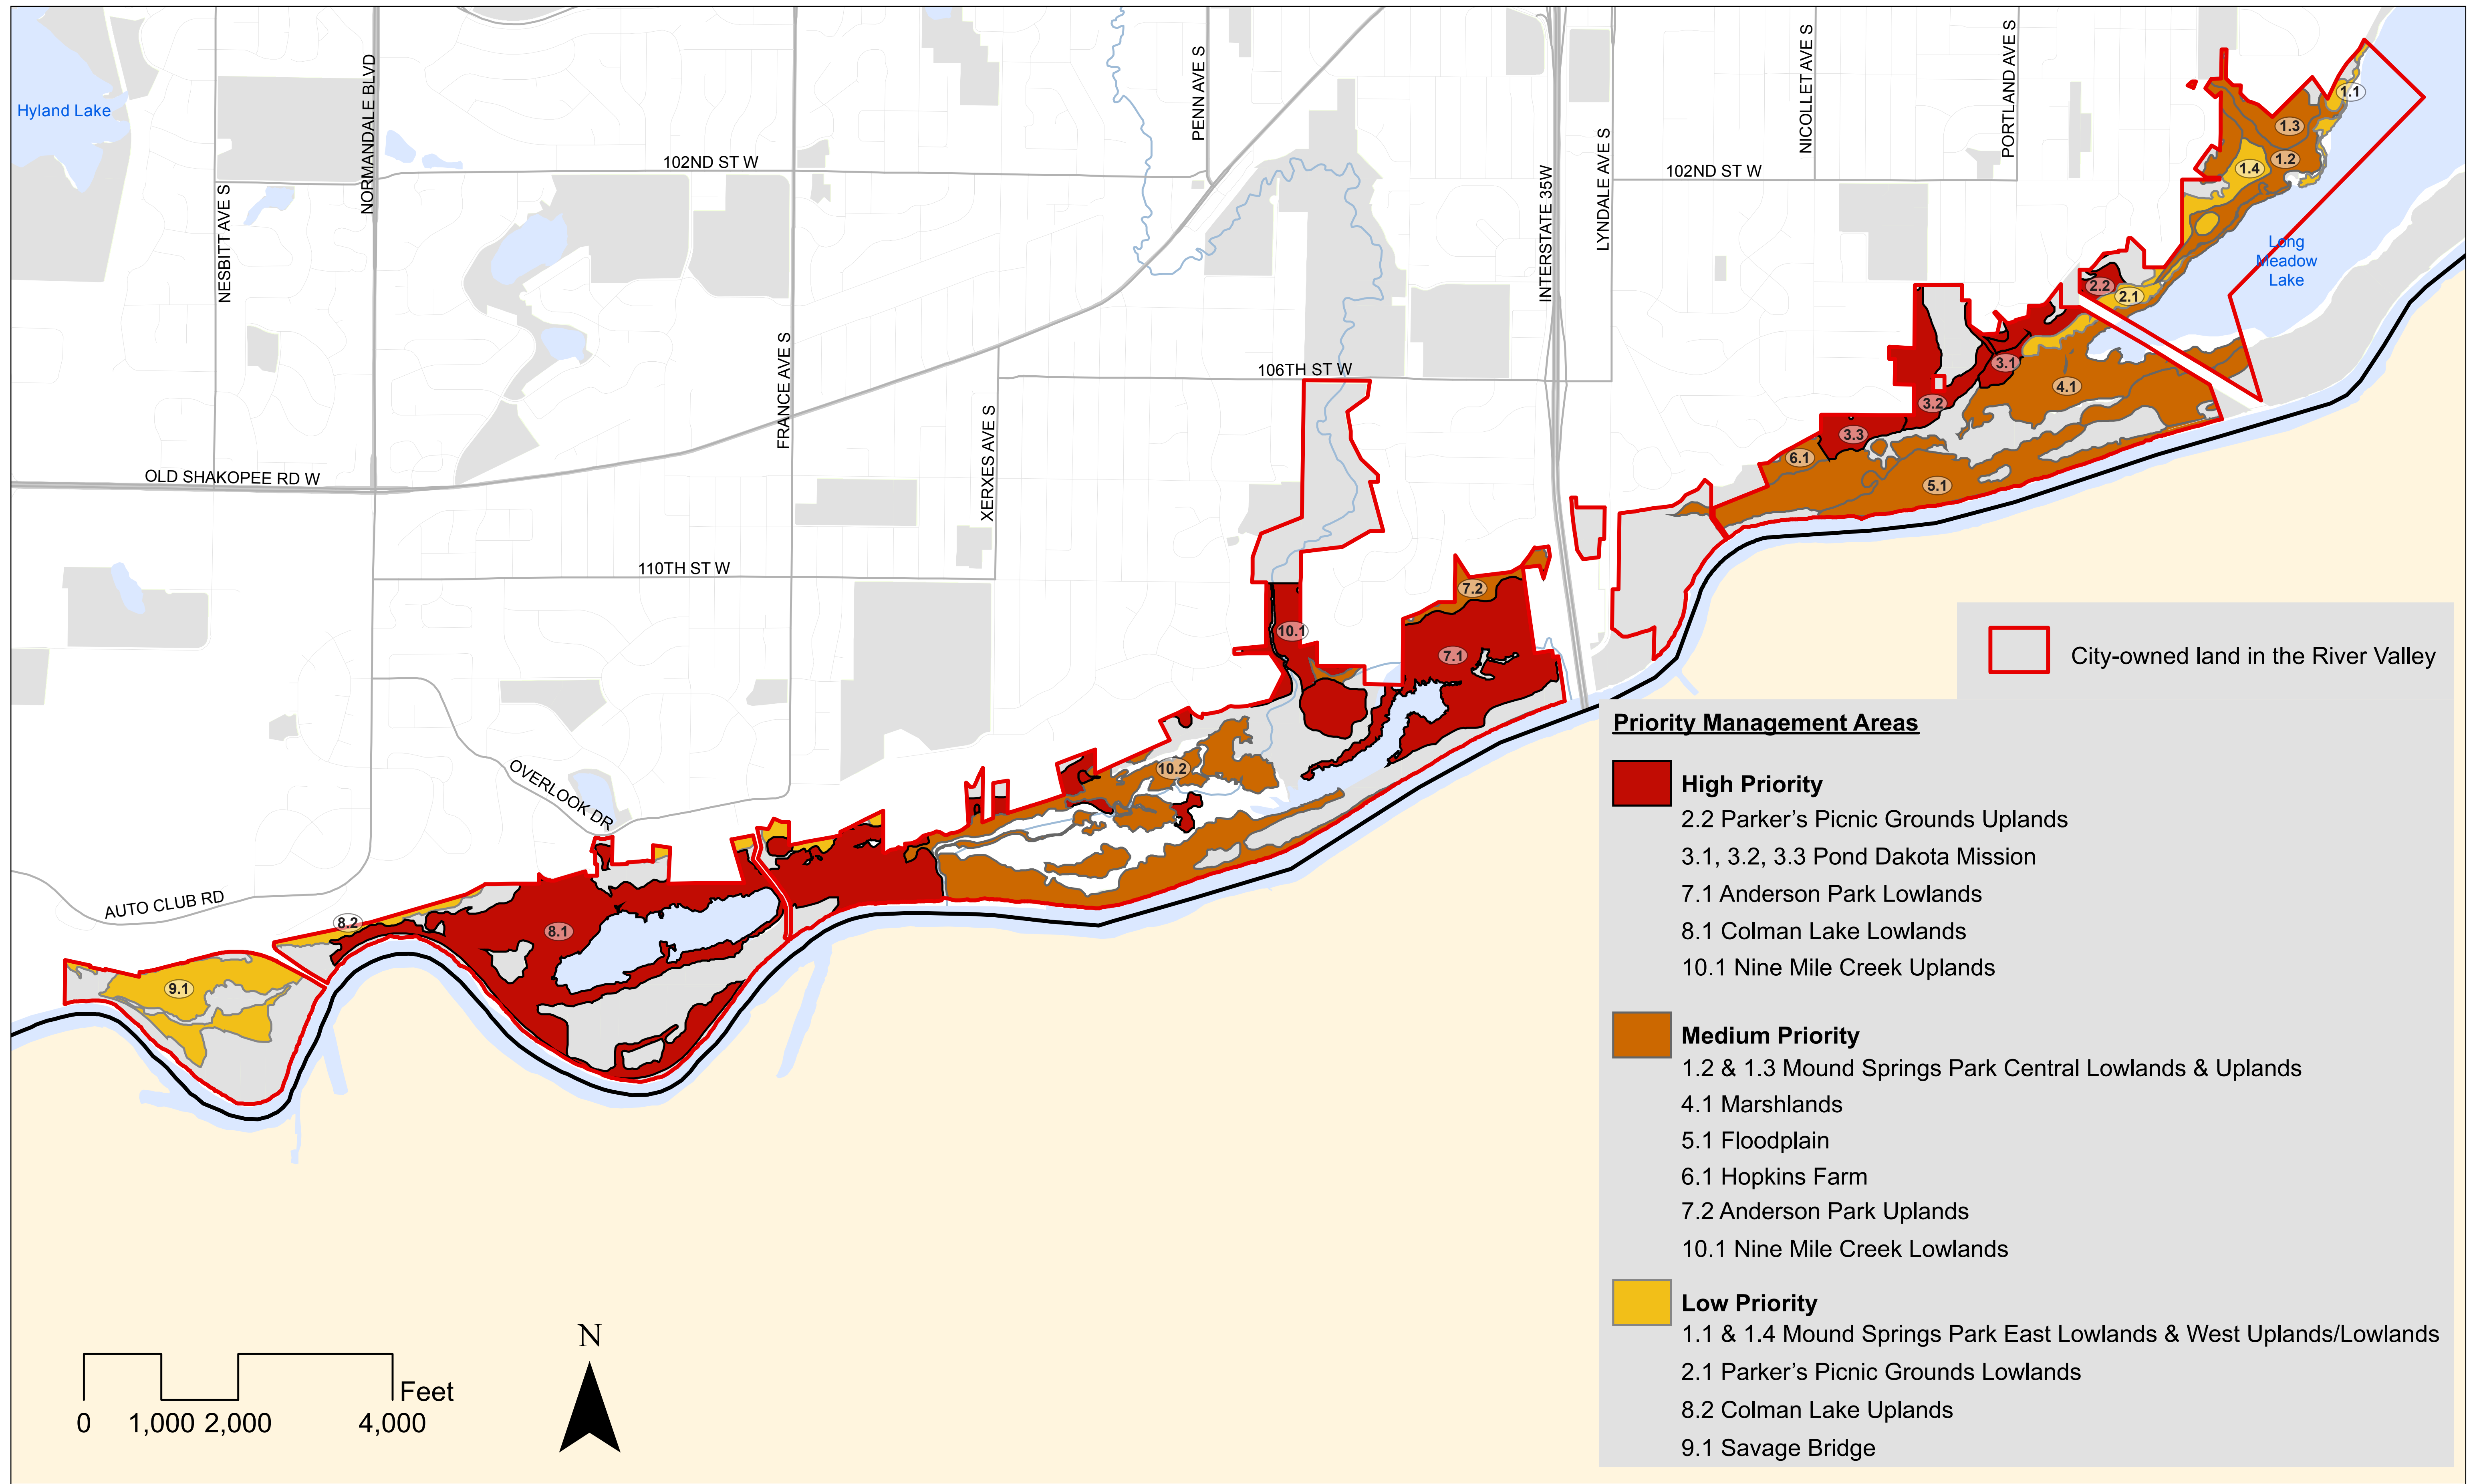 Hyland Lake
NESBITT AVE S
NORMANDALE BLVD
102ND ST W
FRANCE AVE S
PENN AVE S
INTERSTATE 35W
LYNDALE AVE S
102ND ST W
NICOLLET AVE S
PORTLAND AVE S
1.1
1.3
1.2
1.4
Long
Meadow
Lake
2.2
2.1
3.1
4.1
3.2
3.3
6.1
5.1
106TH ST W
XERXES AVE S
OLD SHAKOPEE RD W
110TH ST W
7.2
10.1
7.1
10.2
OVERLOOK DR
AUTO CLUB RD
8.2
8.1
9.1
City-owned land in the River Valley
Priority Management Areas
High Priority
2.2 Parker’s Picnic Grounds Uplands
3.1, 3.2, 3.3 Pond Dakota Mission
7.1 Anderson Park Lowlands
8.1 Colman Lake Lowlands
10.1 Nine Mile Creek Uplands
Medium Priority
1.2 & 1.3 Mound Springs Park Central Lowlands & Uplands
4.1 Marshlands
5.1 Floodplain
6.1 Hopkins Farm
7.2 Anderson Park Uplands
10.1 Nine Mile Creek Lowlands
Low Priority
1.1 & 1.4 Mound Springs Park East Lowlands & West Uplands/Lowlands
2.1 Parker’s Picnic Grounds Lowlands
8.2 Colman Lake Uplands
9.1 Savage Bridge
N
Feet
0 1,000 2,000 4,000